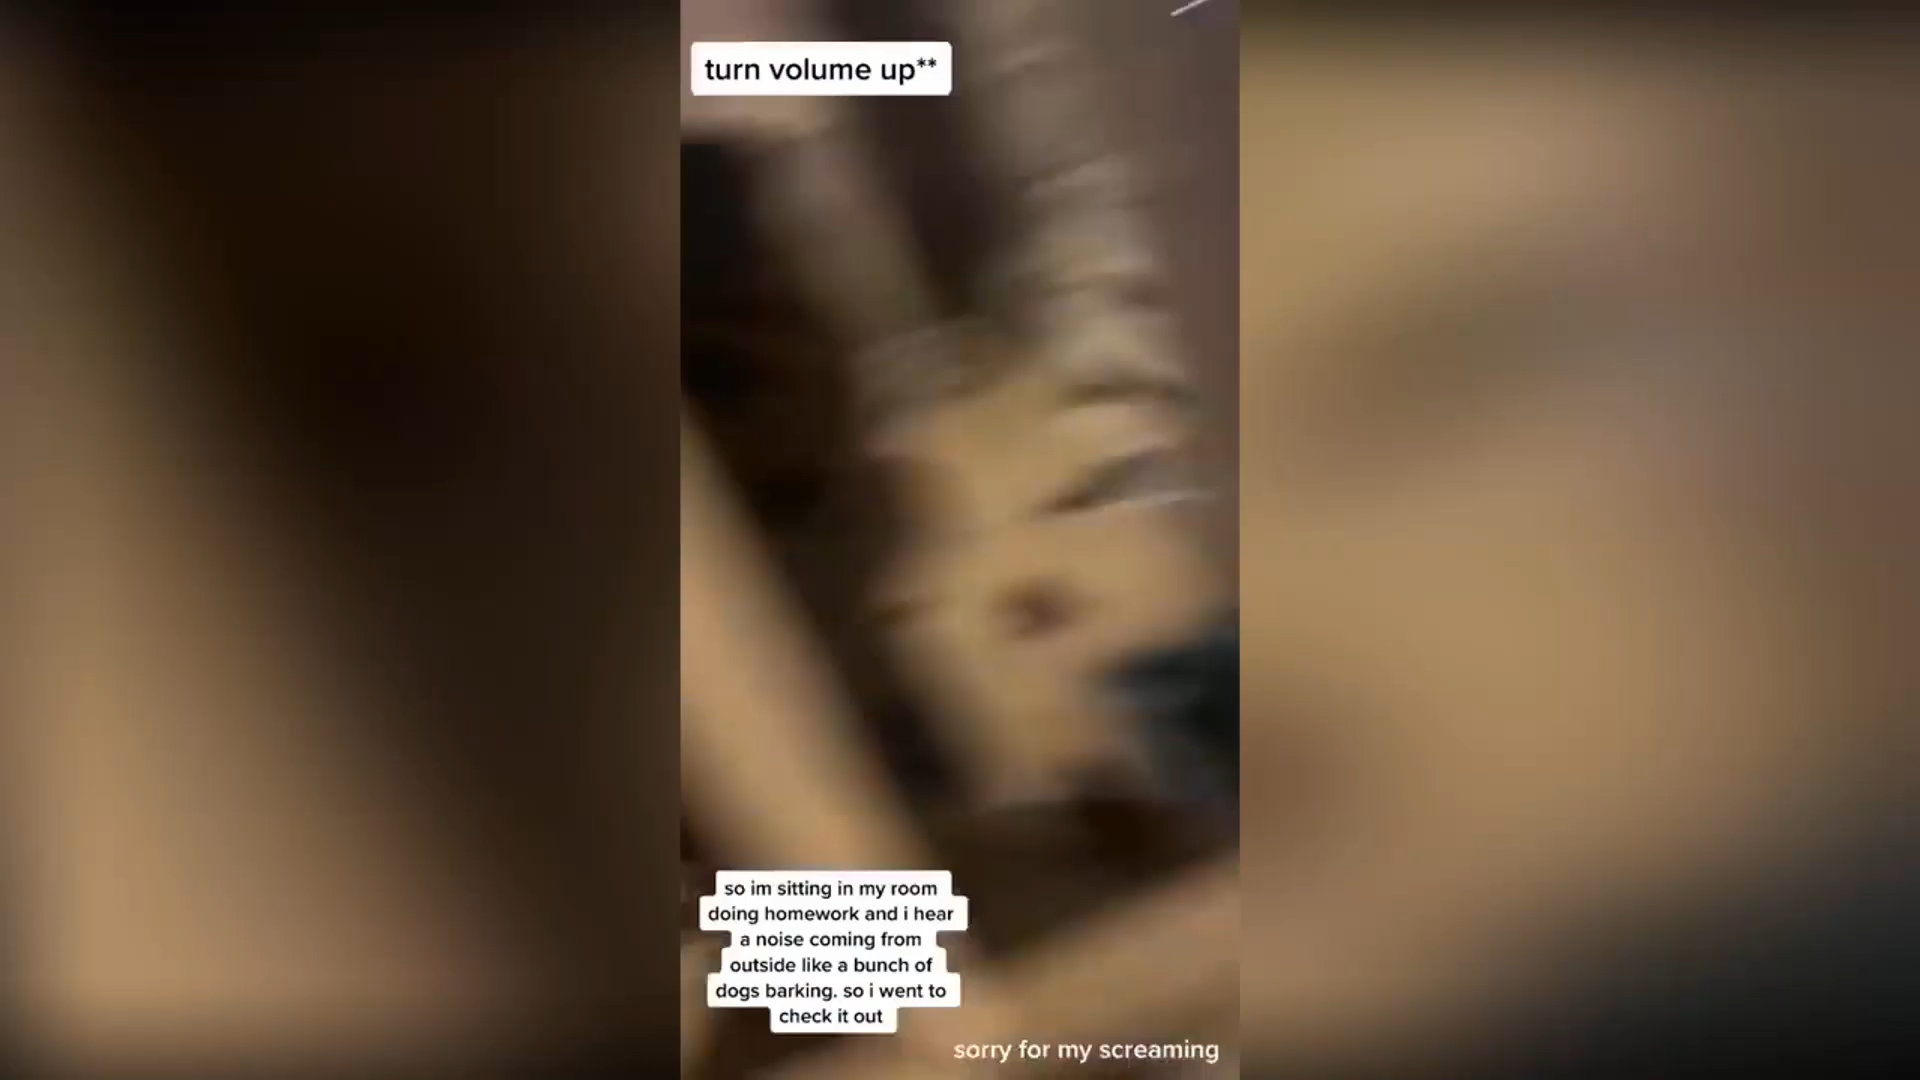 turn volume up**
so im sitting in my room
doing homework and i hear
a noise coming from
outside like a bunch of
dogs barking. so i went to
check it out
sorry for my screaming